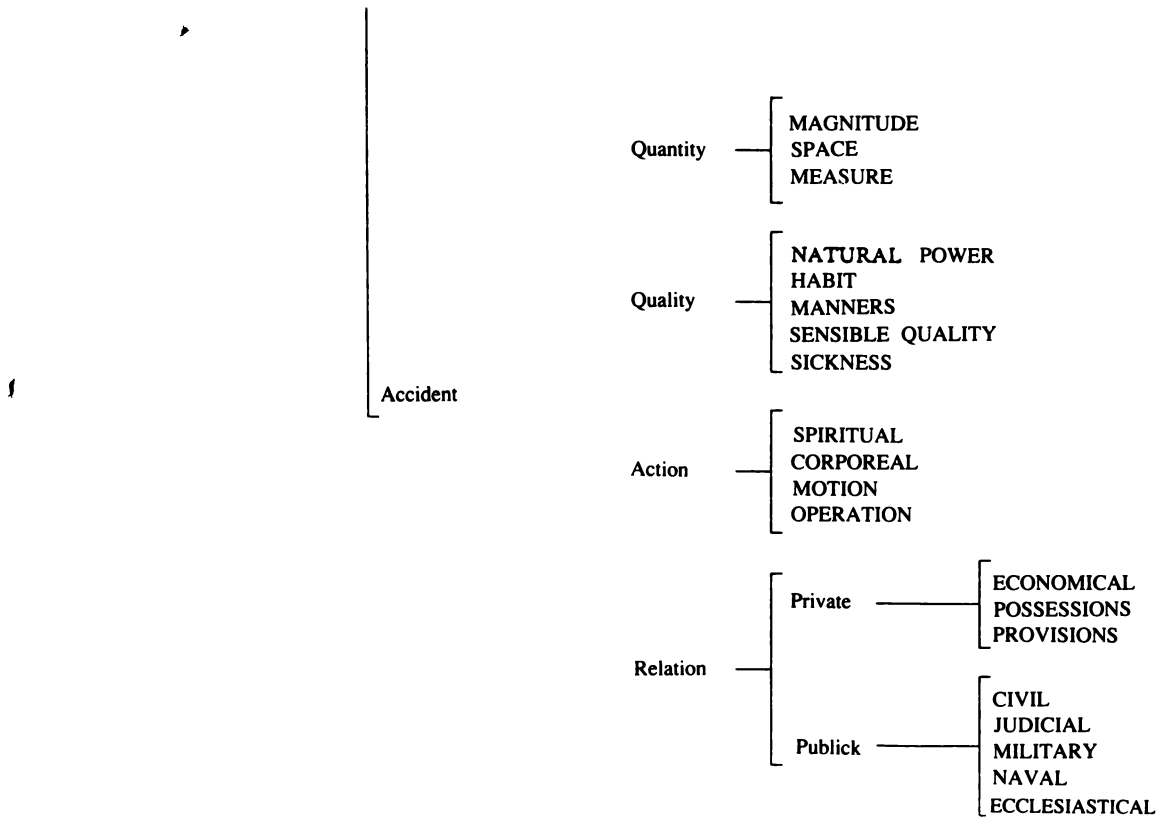 Quantity
MAGNITUDE
SPACE
MEASURE
Quality
NATURAL POWER
HABIT
MANNERS
SENSIBLE QUALITY
SICKNESS
Accident
Action
SPIRITUAL
CORPOREAL
MOTION
OPERATION
Relation
Private
ECONOMICAL
POSSESSIONS
PROVISIONS
Publick
CIVIL
JUDICIAL
MILITARY
NAVAL
ECCLESIASTICAL